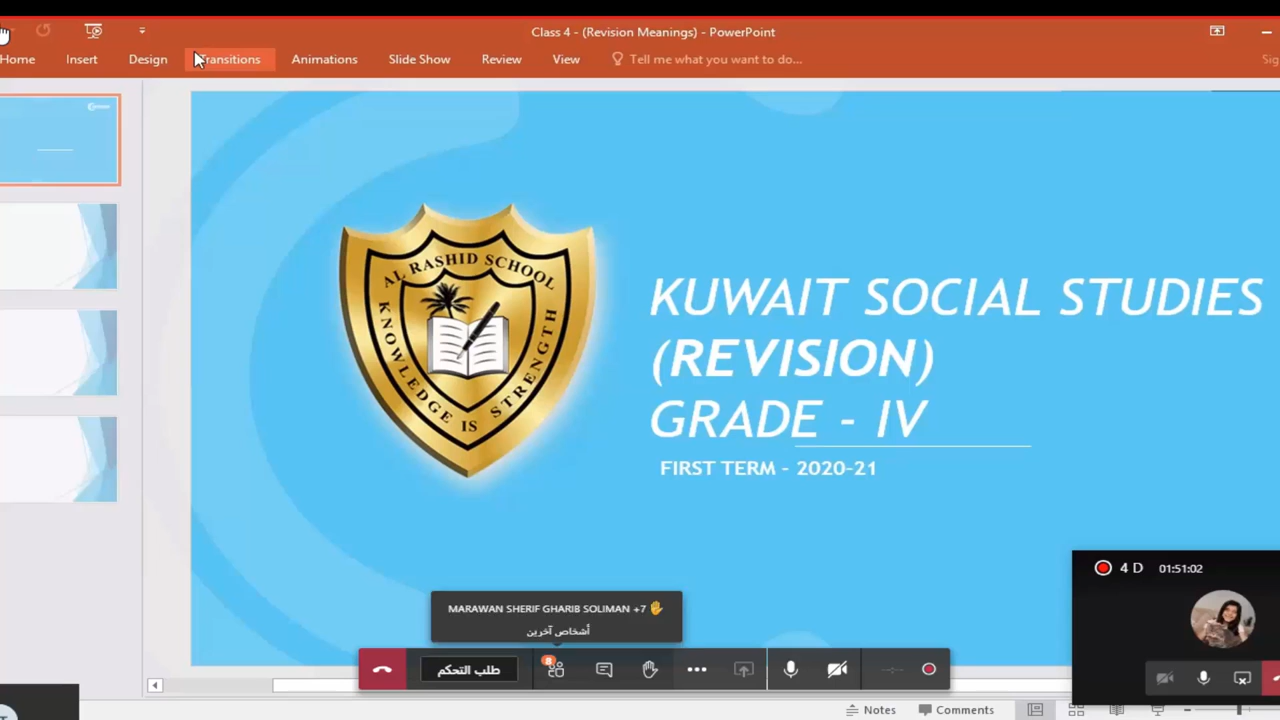 Class 4 - (Revision Meanings) - PowerPoint
Home Insert Design Transitions Animations Slide Show Review View Tell me what you want to do...
AL RASHID SCHOOL
KNOWLEDGE IS STRENGTH
KUWAIT SOCIAL STUDIES
(REVISION)
GRADE - IV
FIRST TERM - 2020-21
4 D 01:51:02
MARAWAN SHERIF GHARIB SOLIMAN +7 ✋
أشخاص آخرين
8
طلب التحكم
Notes Comments